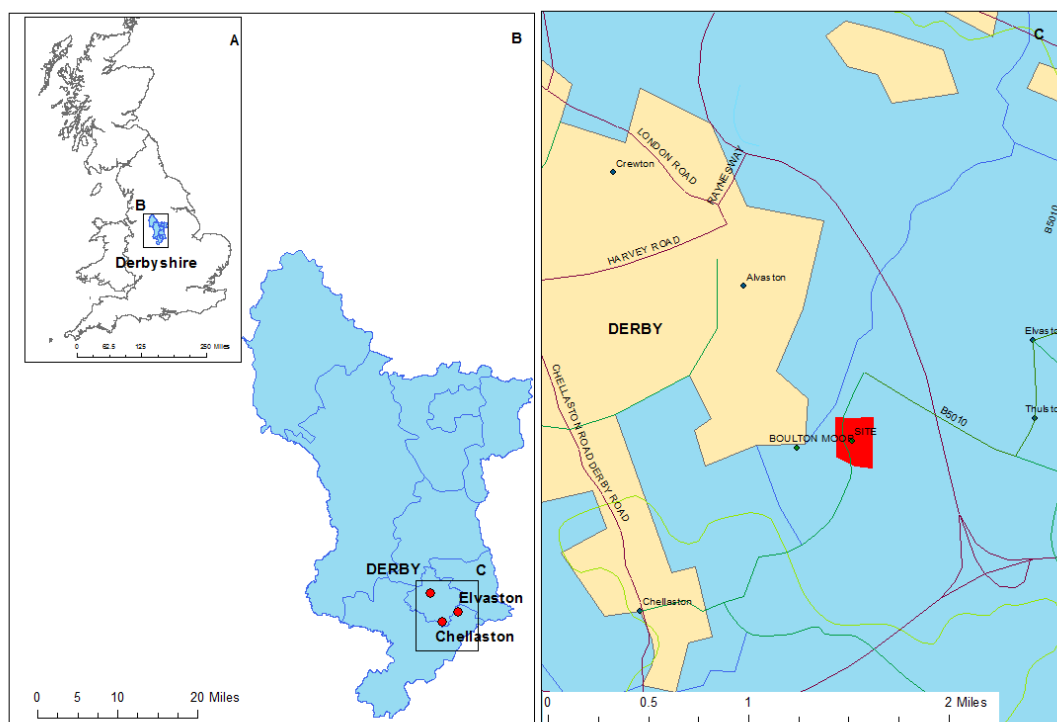 A
B
Derbyshire
0 62.5 125 250 Miles
B
DERBY
C
Elvaston
Chellaston
0 5 10 20 Miles
C
LONDON ROAD
Crewton
RAYNESWAY
HARVEY ROAD
B5010
Alvaston
DERBY
Elvasto
CHELLASTON ROAD DERBY ROAD
B5010
Thulsto
BOULTON MOOR
SITE
Chellaston
0 0.5 1 2 Miles